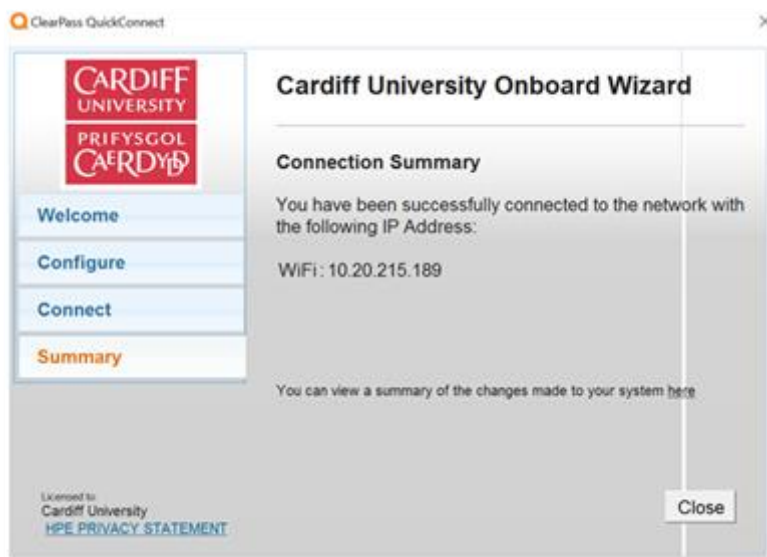 ClearPass QuickConnect
CARDIFF
UNIVERSITY
PRIFYSGOL
CAERDYDD
Cardiff University Onboard Wizard
Connection Summary
You have been successfully connected to the network with
the following IP Address:
WiFi : 10.20.215.189
Welcome
Configure
Connect
Summary
You can view a summary of the changes made to your system here
Licensed to
Cardiff University
HPE PRIVACY STATEMENT
Close